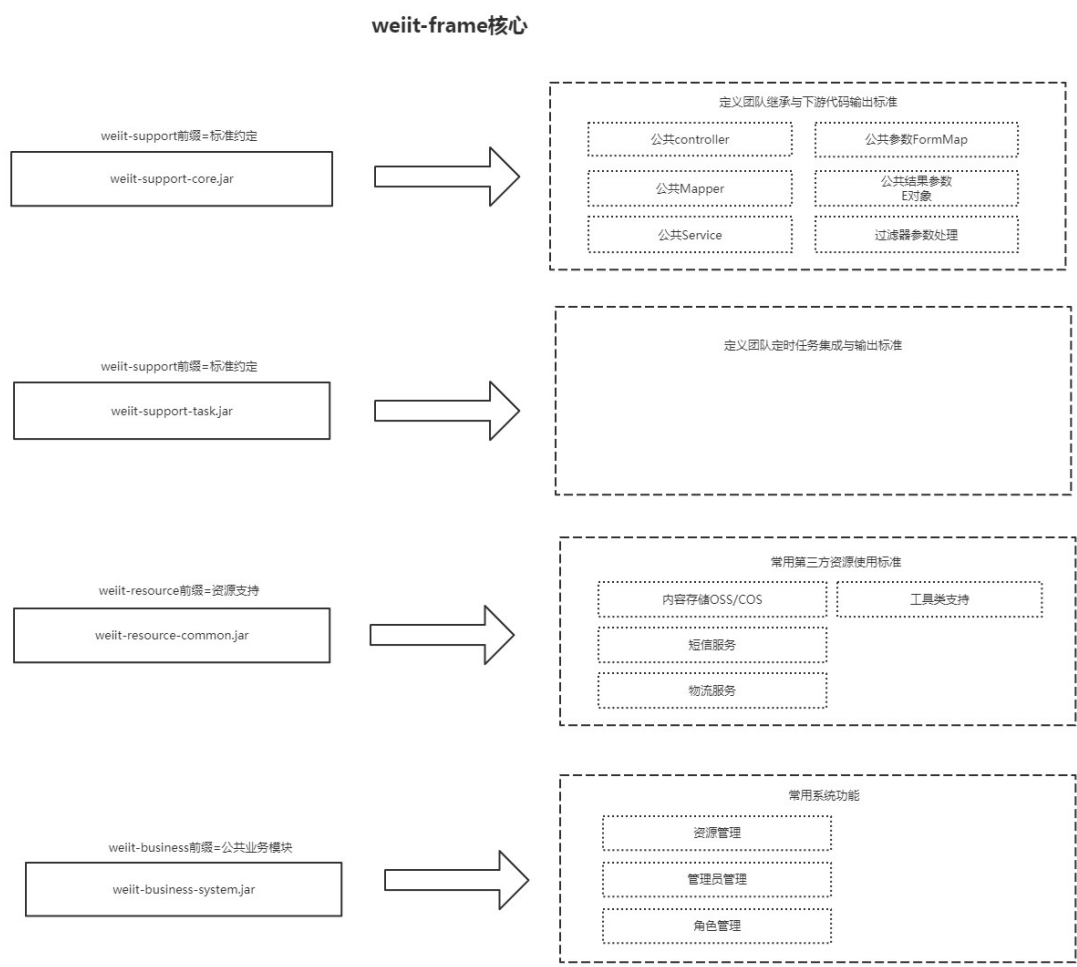 weiit-frame核心
weiit-support前缀=标准约定
weiit-support-core.jar
定义团队继承与下游代码输出标准
公共controller
公共参数FormMap
公共Mapper
公共结果参数
E对象
公共Service
过滤器参数处理
weiit-support前缀=标准约定
weiit-support-task.jar
定义团队定时任务集成与输出标准
weiit-resource前缀=资源支持
weiit-resource-common.jar
常用第三方资源使用标准
内容存储OSS/COS
工具类支持
短信服务
物流服务
weiit-business前缀=公共业务模块
weiit-business-system.jar
常用系统功能
资源管理
管理员管理
角色管理